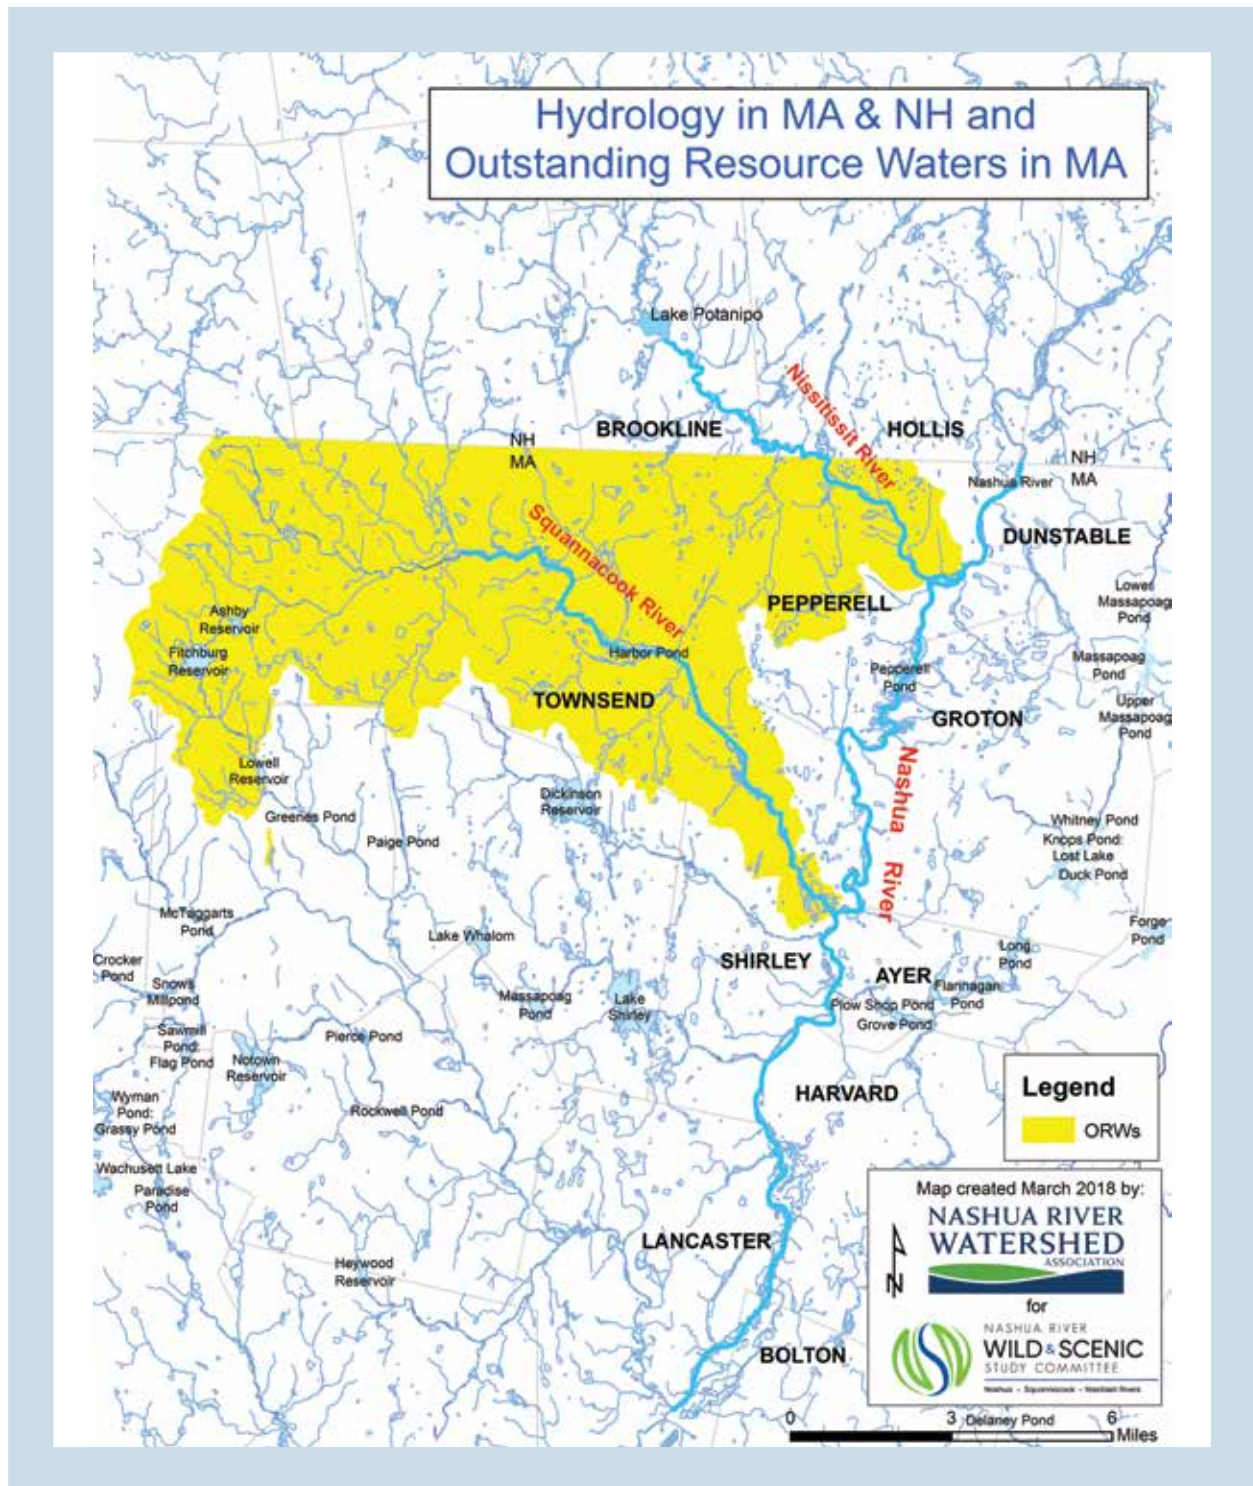 Hydrology in MA & NH and
Outstanding Resource Waters in MA
Lake Potanipo
Nissitissit River
BROOKLINE
HOLLIS
NH
MA
NH
MA
Nashua River
Squannacook River
DUNSTABLE
Lower
Massapoag
Pond
PEPPERELL
Ashby
Reservoir
Fitchburg
Reservoir
Harbor Pond
Pepperell
Pond
Massapoag
Pond
TOWNSEND
GROTON
Upper
Massapoag
Pond
Nashua River
Lowell
Reservoir
Dickinson
Reservoir
Greenes Pond
Paige Pond
Whitney Pond
Knops Pond:
Lost Lake
Duck Pond
McTaggarts
Pond
Lake Whalom
Forge
Pond
Long
Pond
Crocker
Pond
SHIRLEY
AYER
Flannagan
Pond
Snows
Millpond
Massapoag
Pond
Lake
Shirley
Plow Shop Pond
Grove Pond
Sawmill
Pond:
Flag Pond
Pierce Pond
Notown
Reservoir
HARVARD
Wyman
Pond:
Grassy Pond
Rockwell Pond
Wachusett Lake
Paradise
Pond
LANCASTER
Heywood
Reservoir
BOLTON
Legend
ORWs
Map created March 2018 by:
NASHUA RIVER
WATERSHED
ASSOCIATION
for
N
NASHUA RIVER
WILD & SCENIC
STUDY COMMITTEE
Nashua • Squannacook • Nissitissit Rivers
0 3 6
Delaney Pond
Miles